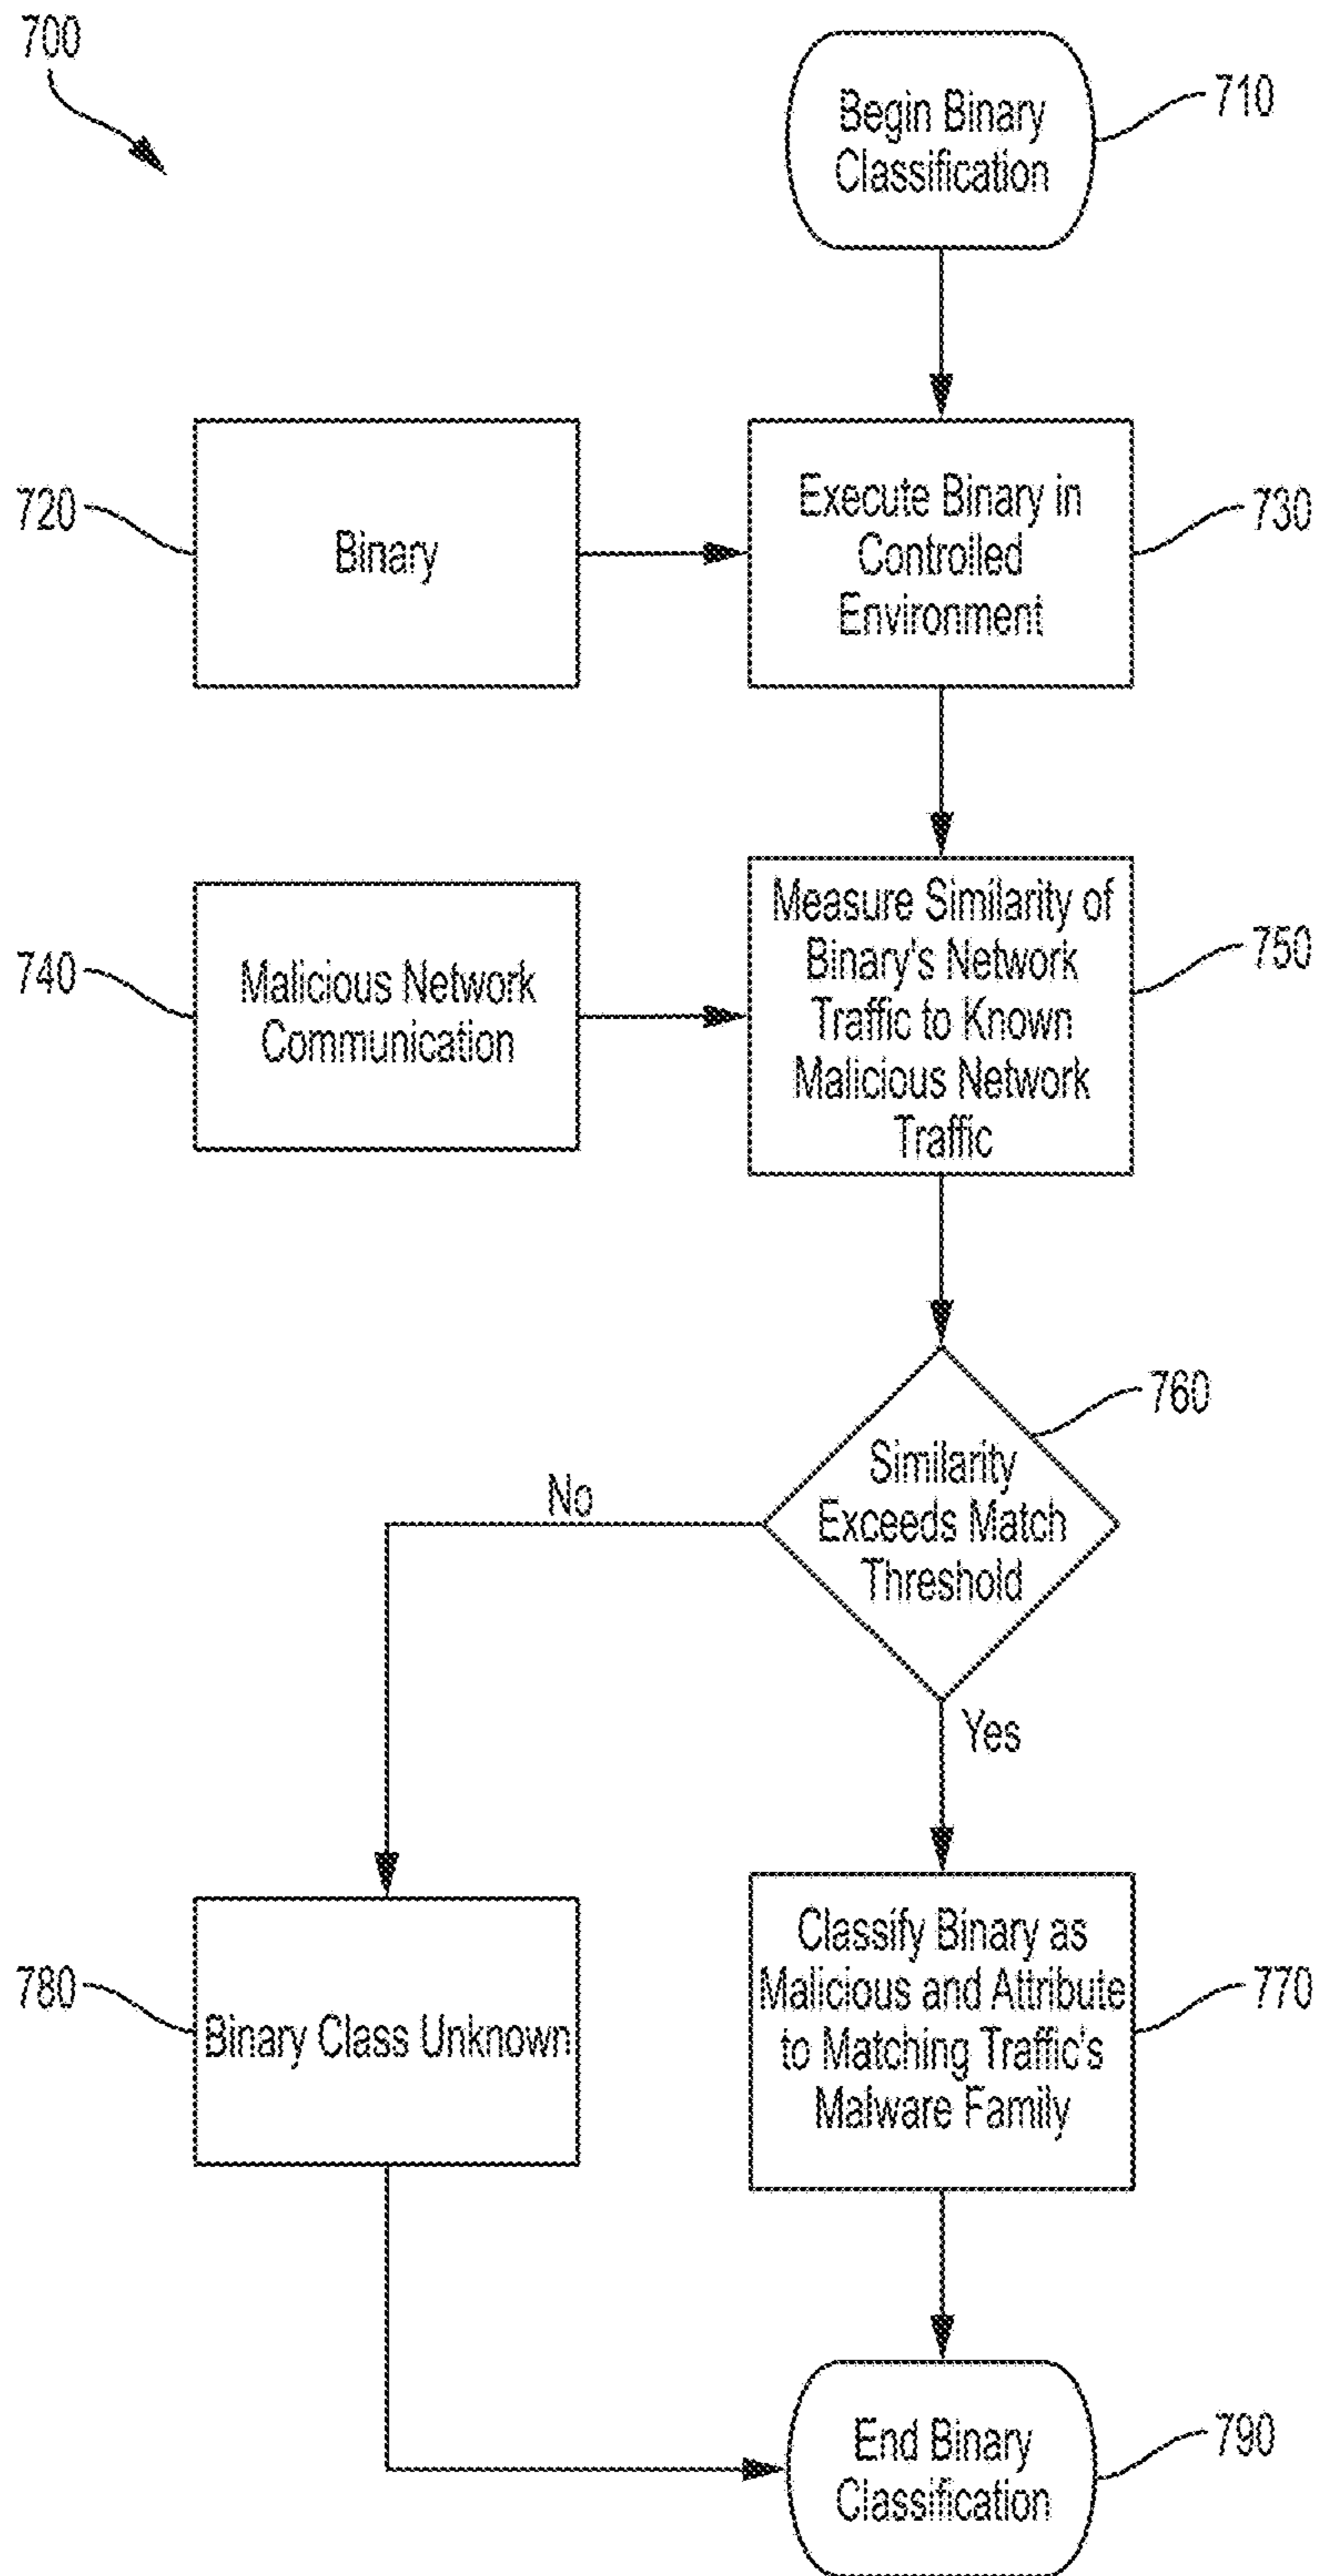 700
Begin Binary
Classification
710
720
Binary
Execute Binary in
Controlled
Environment
730
740
Malicious Network
Communication
Measure Similarity of
Binary's Network
Traffic to Known
Malicious Network
Traffic
750
760
Similarity
Exceeds Match
Threshold
No
Yes
780
Binary Class Unknown
Classify Binary as
Malicious and Attribute
to Matching Traffic's
Malware Family
770
End Binary
Classification
790